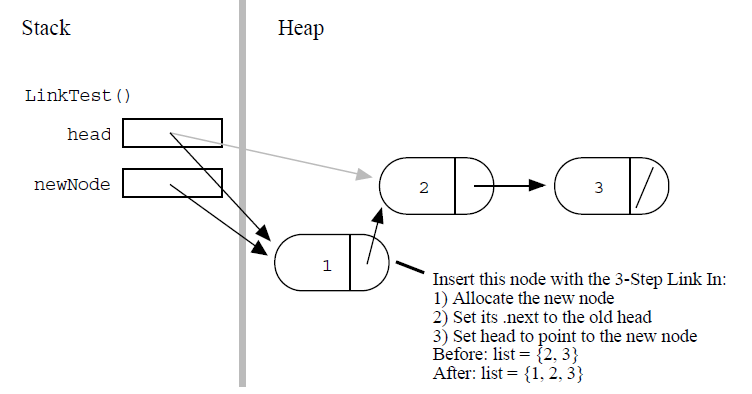 Stack
Heap
LinkTest()
head
newNode
2
3
1
Insert this node with the 3-Step Link In:
1) Allocate the new node
2) Set its .next to the old head
3) Set head to point to the new node
Before: list = {2, 3}
After: list = {1, 2, 3}